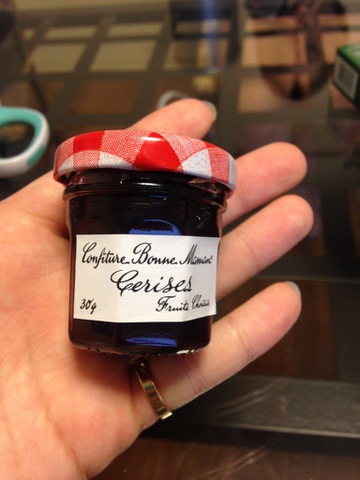 Confiture Bonne Maman
Cerises
30g Fruits Choisis